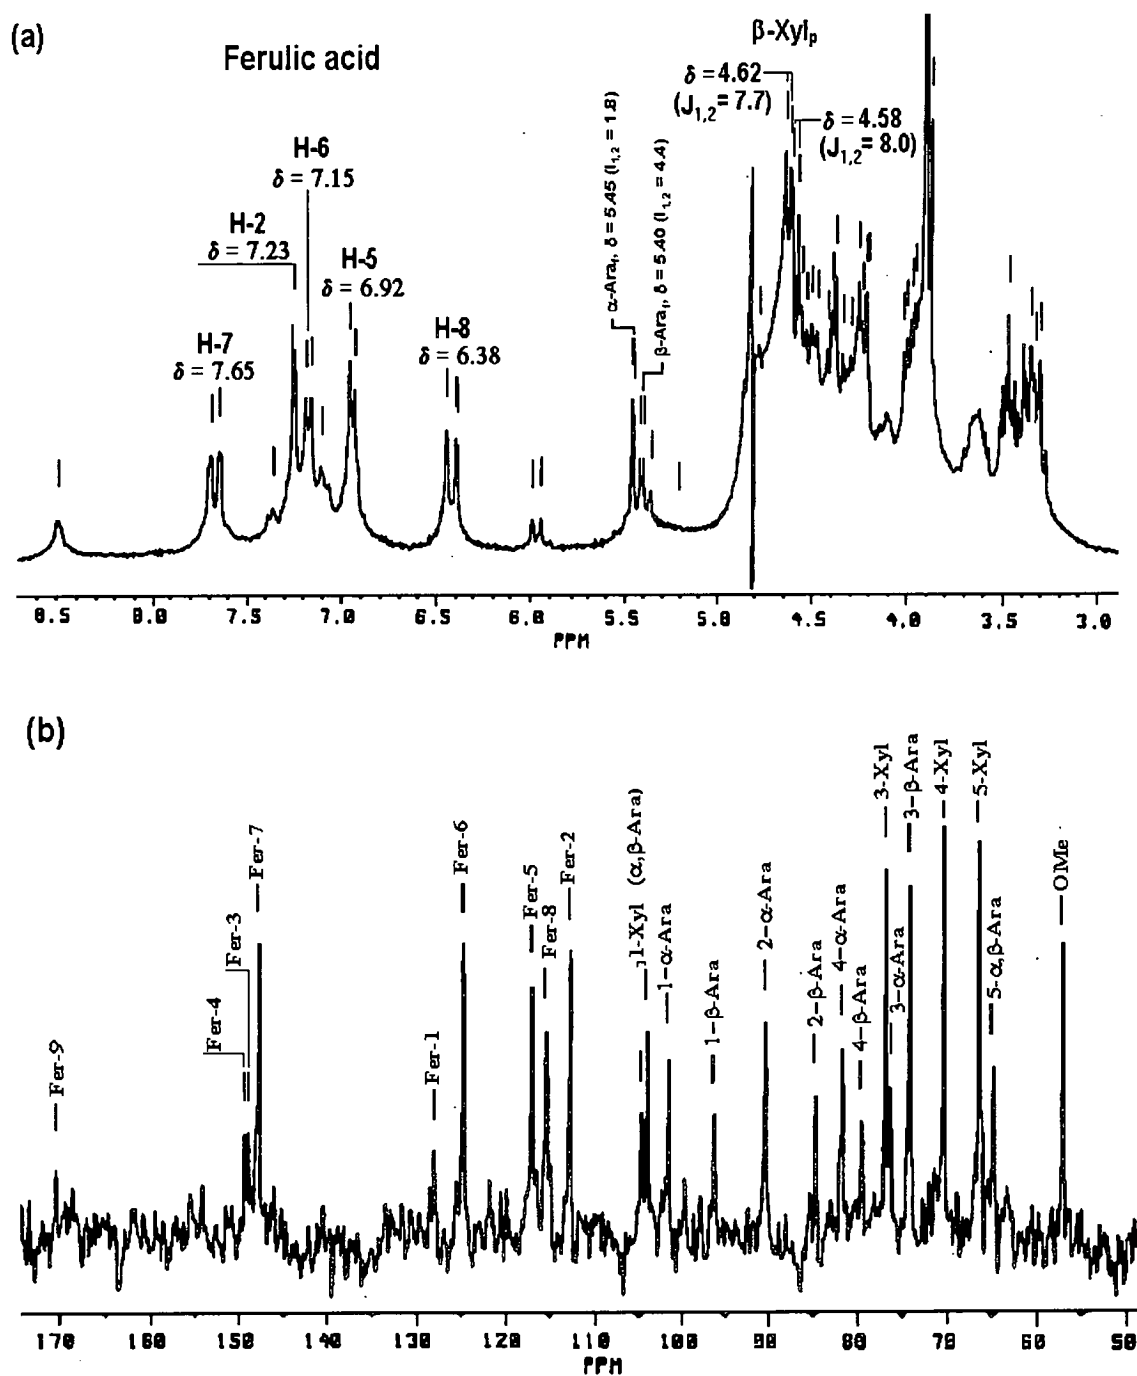 (a)
Ferulic acid
β-Xylp
δ = 4.62
(J1,2 = 7.7)
δ = 4.58
(J1,2 = 8.0)
α-Araf, δ = 5.45 (I1,2 = 1.8)
β-Araf, δ = 5.40 (I1,2 = 4.4)
H-6
δ = 7.15
H-2
δ = 7.23
H-5
δ = 6.92
H-7
δ = 7.65
H-8
δ = 6.38
8.5 8.0 7.5 7.0 6.5 6.0 5.5 5.0 4.5 4.0 3.5 3.0
PPM
(b)
Fer-9
Fer-4
Fer-3
Fer-7
Fer-1
Fer-6
Fer-5
Fer-8
Fer-2
1-Xyl (α,β-Ara)
1-α-Ara
1-β-Ara
2-α-Ara
2-β-Ara
4-α-Ara
4-β-Ara
3-Xyl
3-α-Ara
3-β-Ara
4-Xyl
5-Xyl
5-α,β-Ara
OMe
170 160 150 140 130 120 110 100 90 80 70 60 50
PPM